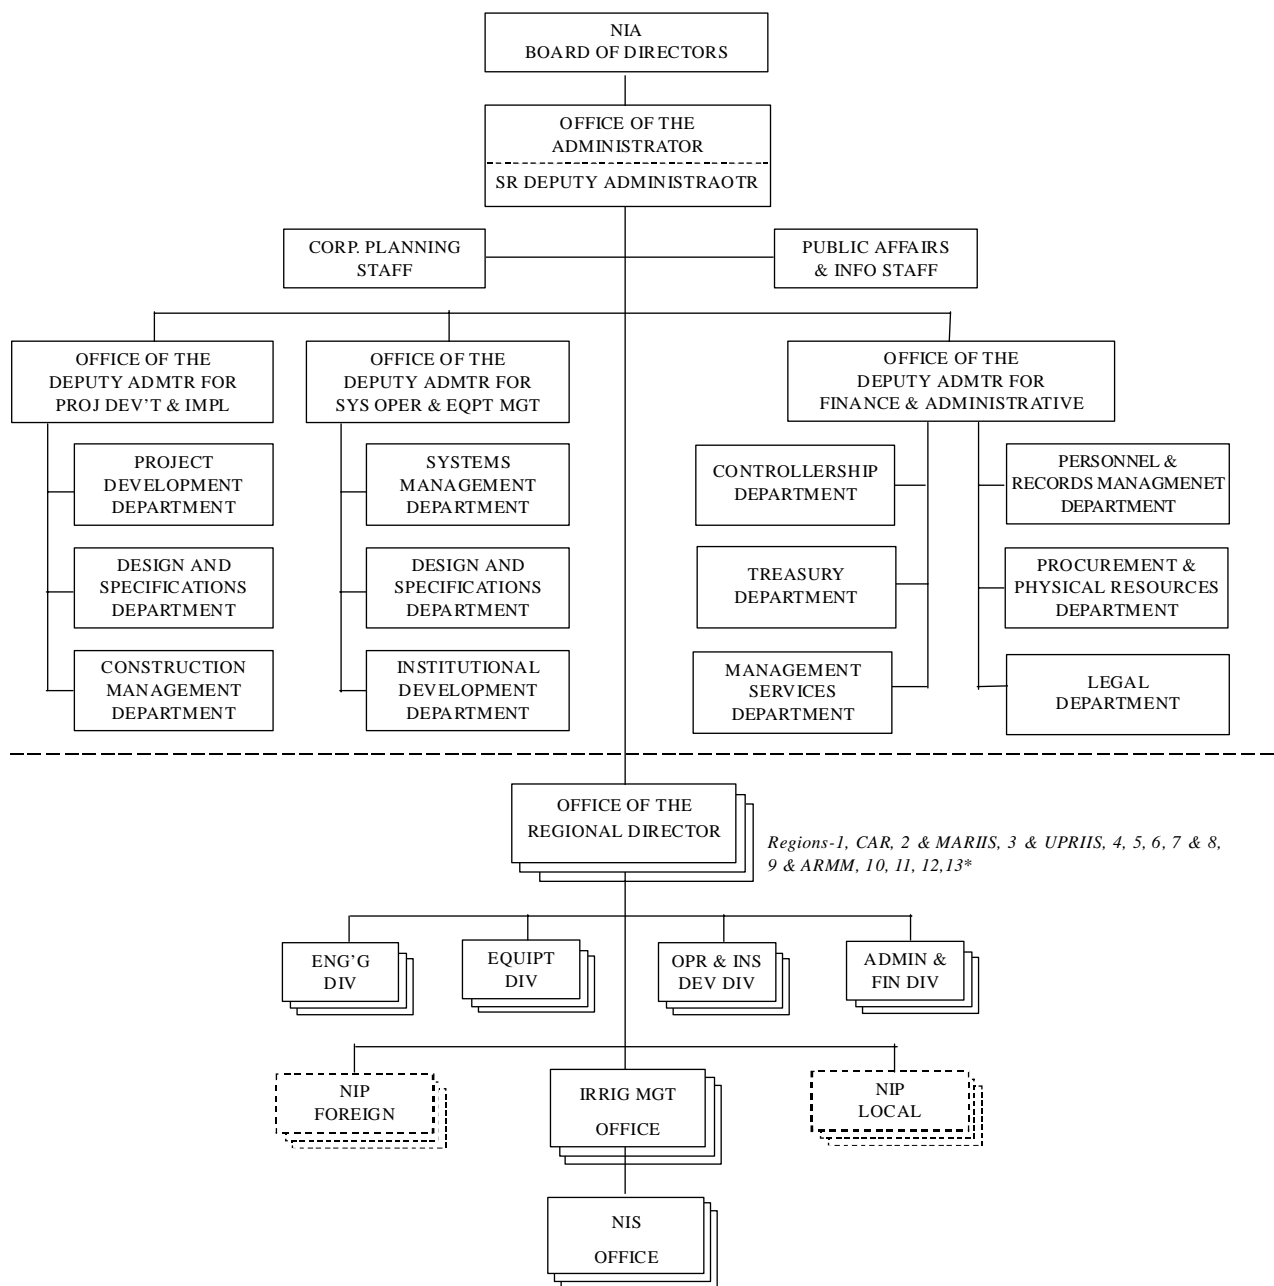 NIA
BOARD OF DIRECTORS
OFFICE OF THE
ADMINISTRATOR
SR DEPUTY ADMINISTRAOTR
CORP. PLANNING
STAFF
PUBLIC AFFAIRS
& INFO STAFF
OFFICE OF THE
DEPUTY ADMTR FOR
PROJ DEV'T & IMPL
OFFICE OF THE
DEPUTY ADMTR FOR
SYS OPER & EQPT MGT
OFFICE OF THE
DEPUTY ADMTR FOR
FINANCE & ADMINISTRATIVE
PROJECT
DEVELOPMENT
DEPARTMENT
SYSTEMS
MANAGEMENT
DEPARTMENT
CONTROLLERSHIP
DEPARTMENT
PERSONNEL &
RECORDS MANAGMENET
DEPARTMENT
DESIGN AND
SPECIFICATIONS
DEPARTMENT
DESIGN AND
SPECIFICATIONS
DEPARTMENT
TREASURY
DEPARTMENT
PROCUREMENT &
PHYSICAL RESOURCES
DEPARTMENT
CONSTRUCTION
MANAGEMENT
DEPARTMENT
INSTITUTIONAL
DEVELOPMENT
DEPARTMENT
MANAGEMENT
SERVICES
DEPARTMENT
LEGAL
DEPARTMENT
OFFICE OF THE
REGIONAL DIRECTOR
Regions-1, CAR, 2 & MARIIS, 3 & UPRIIS, 4, 5, 6, 7 & 8,
9 & ARMM, 10, 11, 12,13*
ENG'G
DIV
EQUIPT
DIV
OPR & INS
DEV DIV
ADMIN &
FIN DIV
NIP
FOREIGN
IRRIG MGT
OFFICE
NIP
LOCAL
NIS
OFFICE